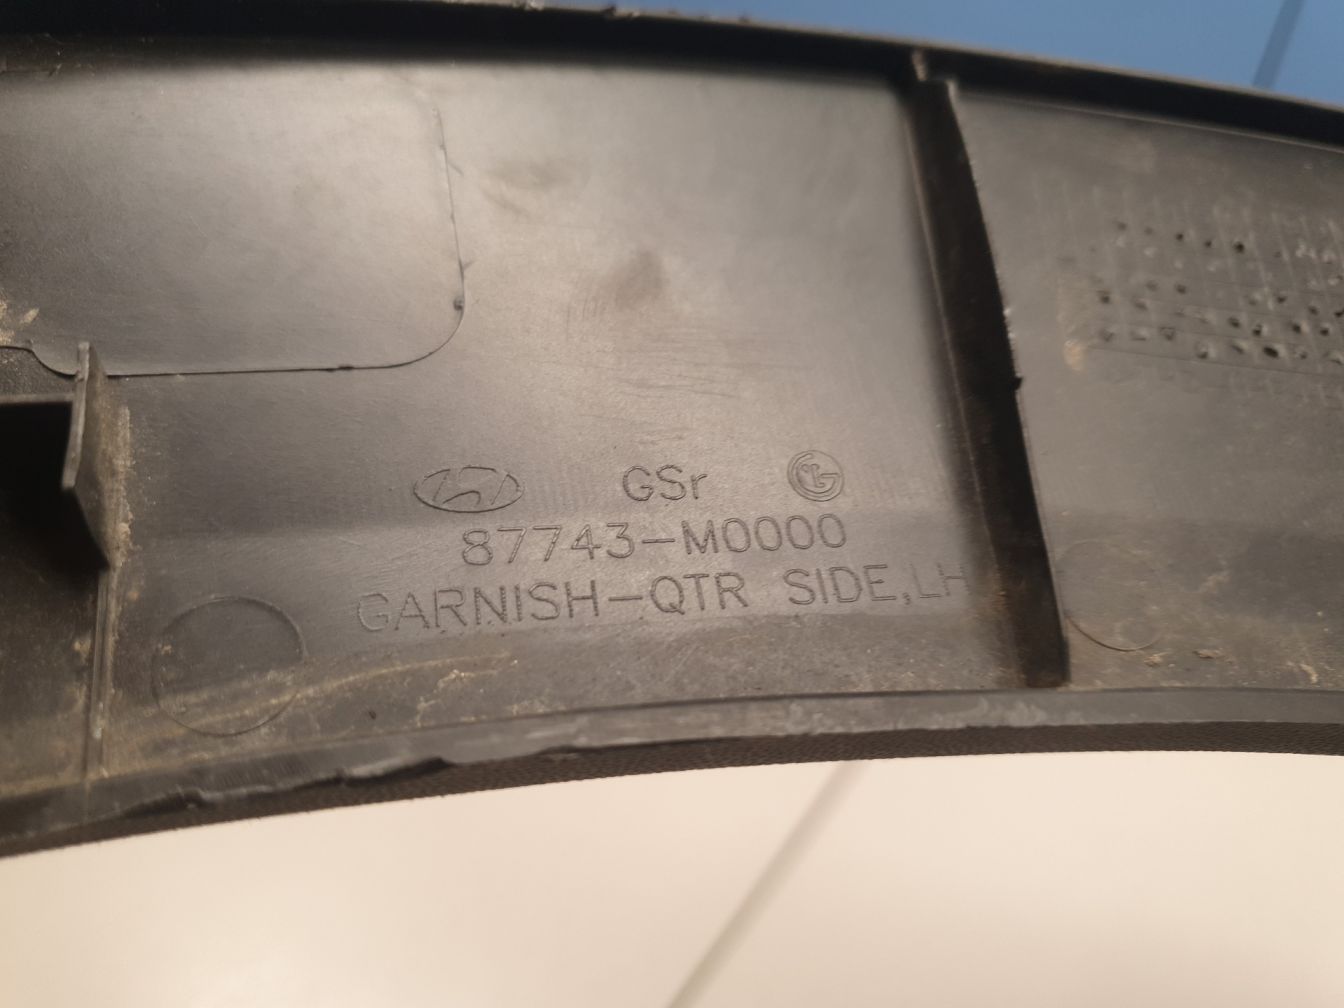 GSr
87743-M0000
GARNISH-QTR SIDE,LH